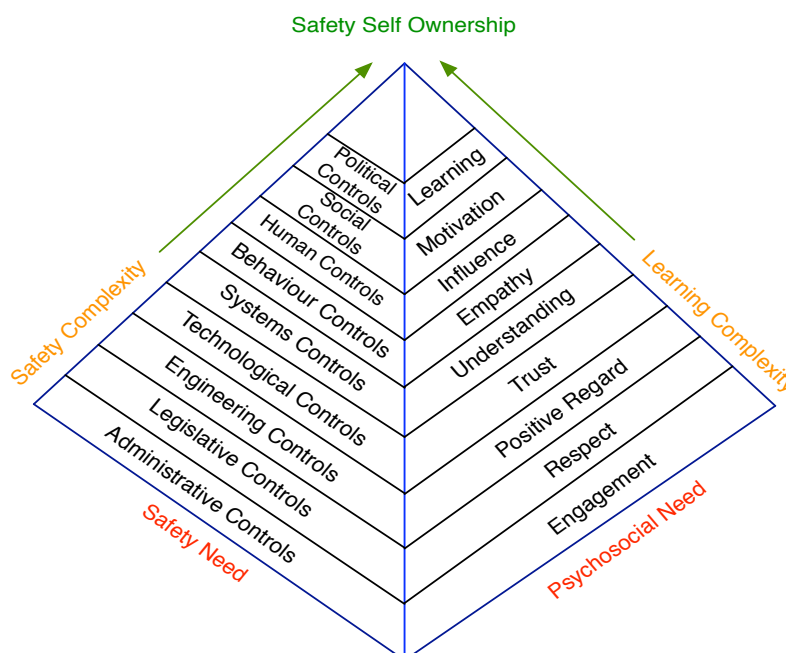 Safety Self Ownership
Political
Controls
Social
Controls
Human Controls
Behaviour Controls
Systems Controls
Technological Controls
Engineering Controls
Legislative Controls
Administrative Controls
Learning
Motivation
Influence
Empathy
Understanding
Trust
Positive Regard
Respect
Engagement
Safety Complexity
Learning Complexity
Safety Need
Psychosocial Need